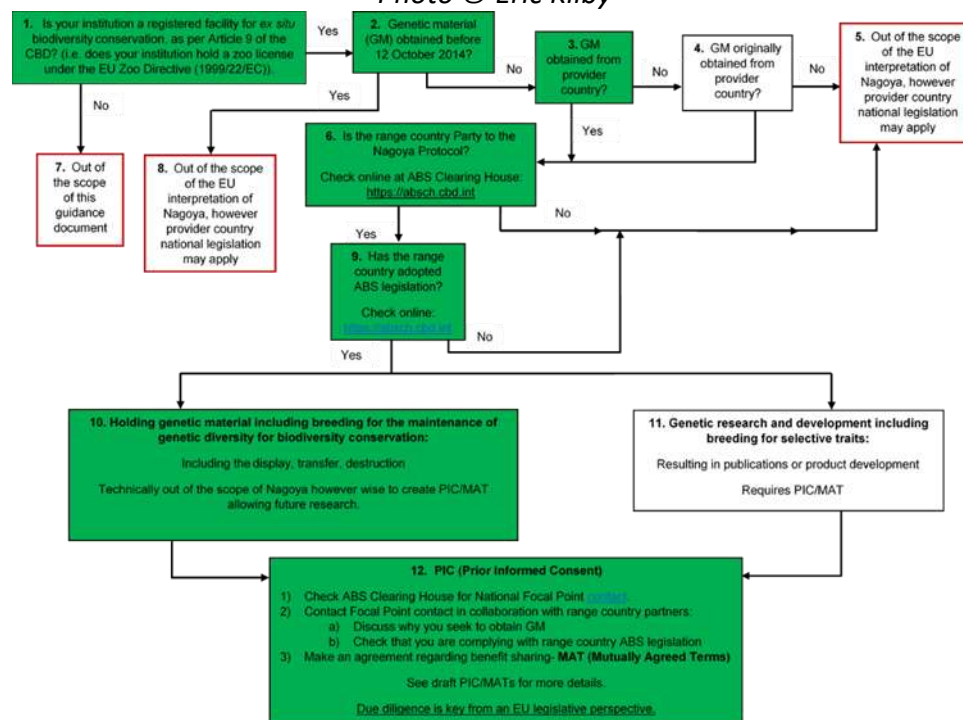 Photo © Eric Kilby
1. Is your institution a registered facility for ex situ
biodiversity conservation, as per Article 9 of the
CBD? (i.e. does your institution hold a zoo license
under the EU Zoo Directive (1999/22/EC)).
Yes
2. Genetic material
(GM) obtained before
12 October 2014?
No
3. GM
obtained from
provider
country?
No
4. GM originally
obtained from
provider
country?
No
5. Out of the scope
of the EU
interpretation of
Nagoya, however
provider country
national legislation
may apply
No
Yes
Yes
7. Out of
the scope
of this
guidance
document
8. Out of the scope
of the EU
interpretation of
Nagoya, however
provider country
national legislation
may apply
6. Is the range country Party to the
Nagoya Protocol?
Check online at ABS Clearing House:
https://absch.cbd.int
No
Yes
9. Has the range
country adopted
ABS legislation?
Check online:
https://absch.cbd.int
No
Yes
10. Holding genetic material including breeding for the maintenance of
genetic diversity for biodiversity conservation:
Including the display, transfer, destruction
Technically out of the scope of Nagoya however wise to create PIC/MAT
allowing future research.
11. Genetic research and development including
breeding for selective traits:
Resulting in publications or product development
Requires PIC/MAT
12. PIC (Prior Informed Consent)
1) Check ABS Clearing House for National Focal Point contact.
2) Contact Focal Point contact in collaboration with range country partners:
a) Discuss why you seek to obtain GM
b) Check that you are complying with range country ABS legislation
3) Make an agreement regarding benefit sharing- MAT (Mutually Agreed Terms)
See draft PIC/MATs for more details.
Due diligence is key from an EU legislative perspective.